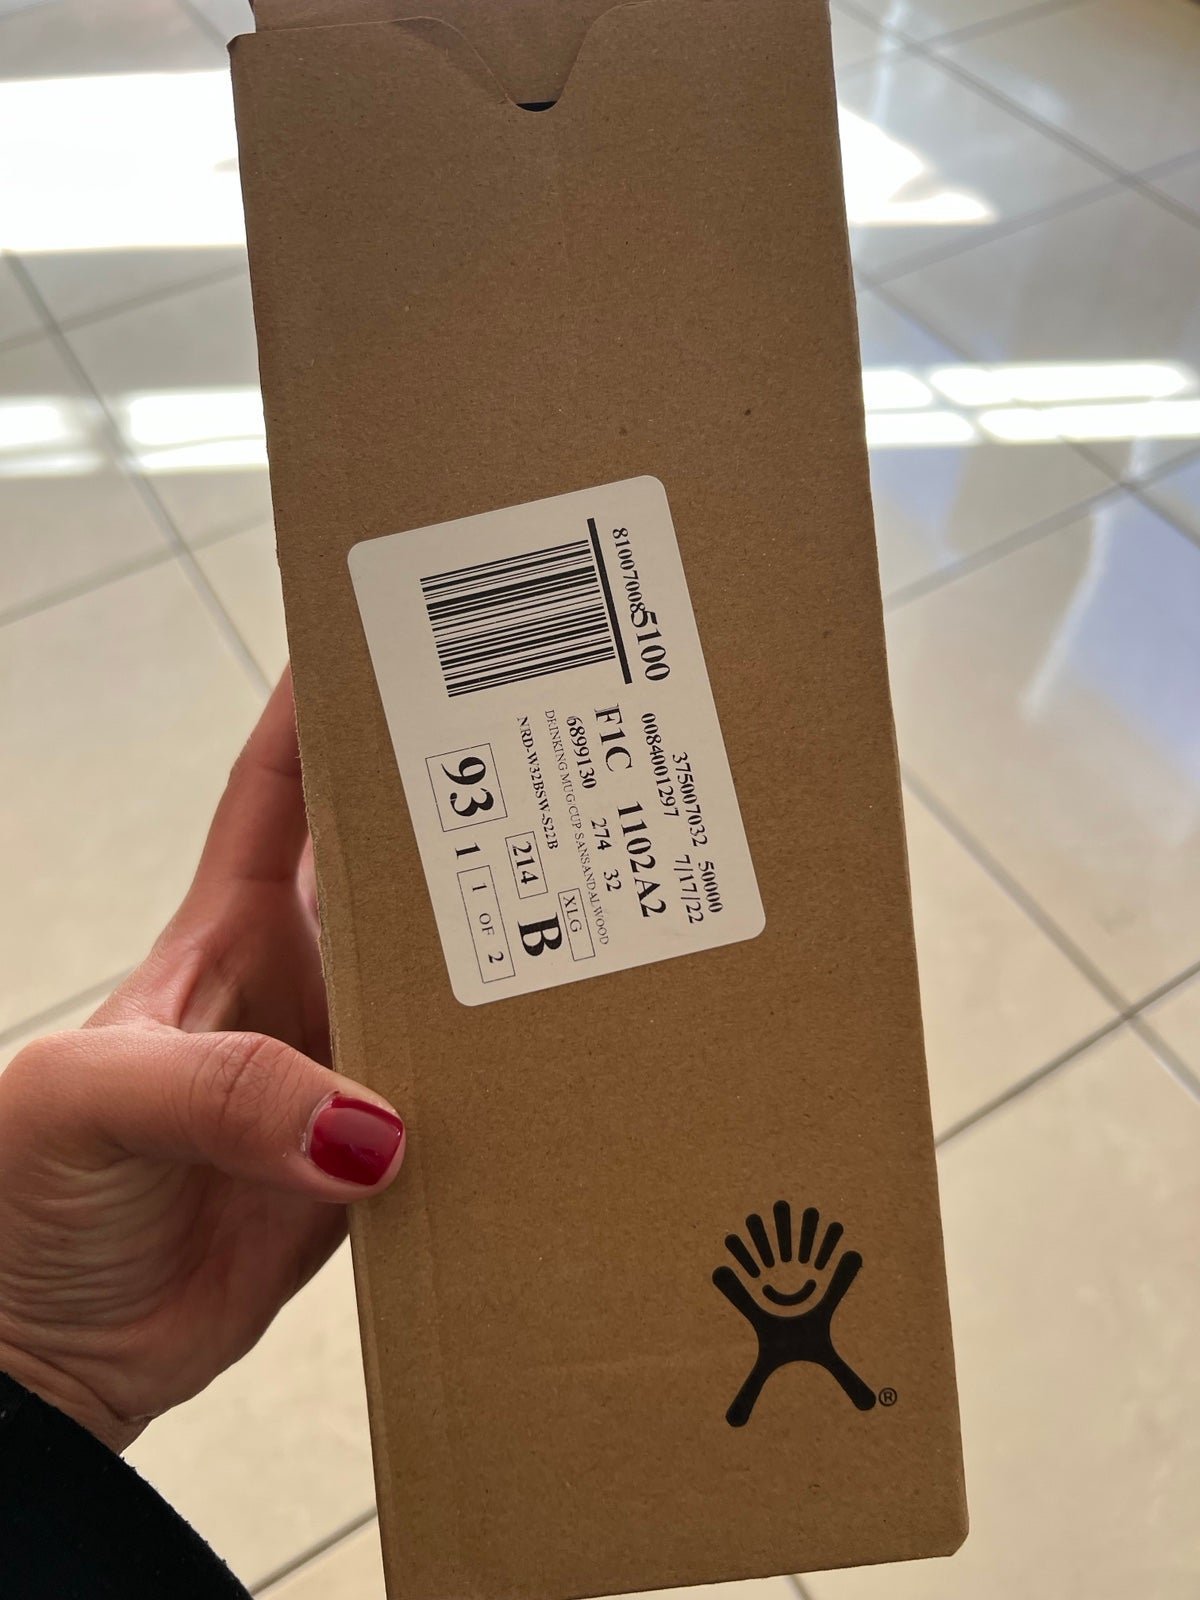 810070085100
375007032 50000
0084001297 7/17/22
F1C 1102A2
6899130 274 32
DRINKING MUG:CUP SANSANDALWOOD
XLG
NRD-W32BSW-S22B
214 B
93 1 1 OF 2
®